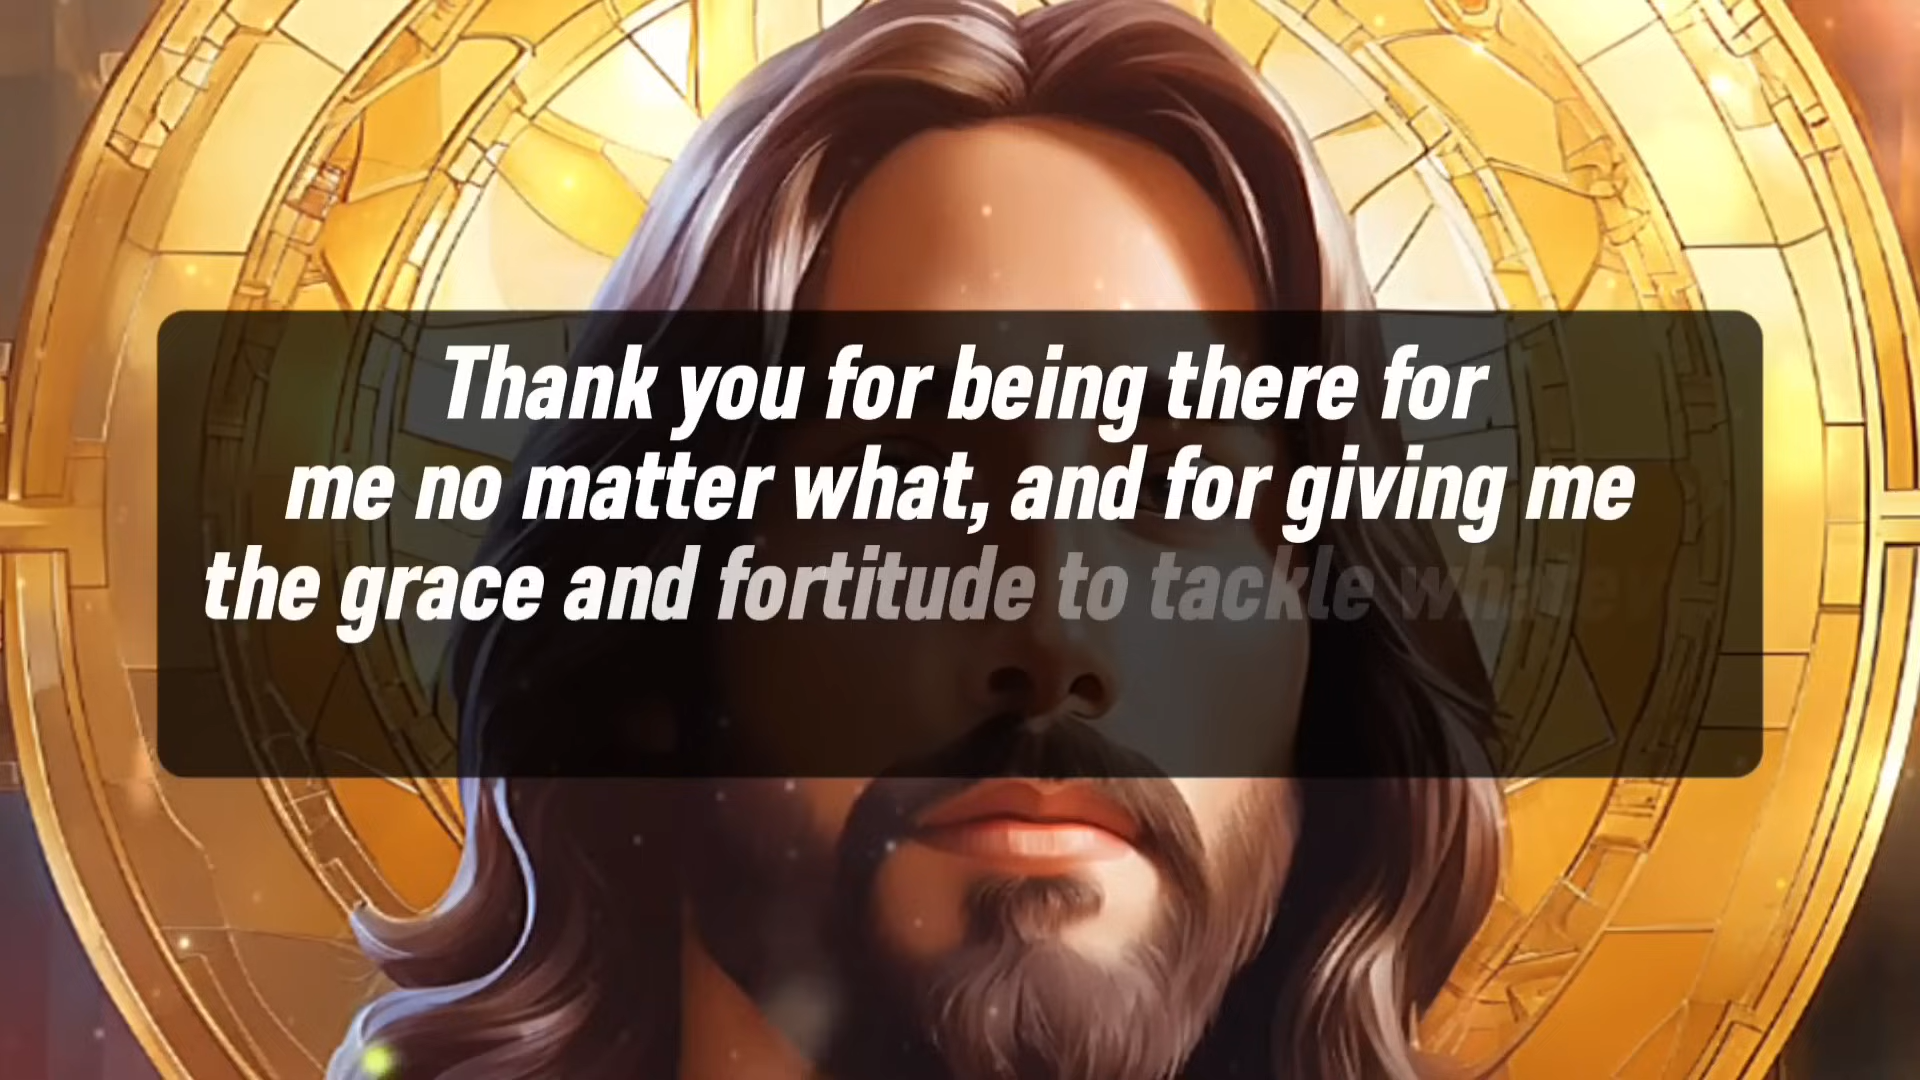 Thank you for being there for
me no matter what, and for giving me
the grace and fortitude to tackle